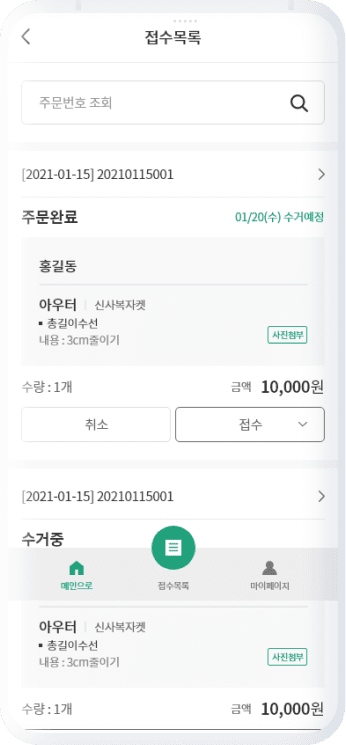 접수목록
주문번호 조회
[2021-01-15] 20210115001
주문완료 01/20(수) 수거예정
홍길동
아우터 | 신사복자켓
▪ 총길이수선
내용 : 3cm줄이기
사진첨부
수량 : 1개 금액 10,000원
취소 접수
[2021-01-15] 20210115001
수거중
메인으로 접수목록 마이페이지
아우터 | 신사복자켓
▪ 총길이수선
내용 : 3cm줄이기
사진첨부
수량 : 1개 금액 10,000원